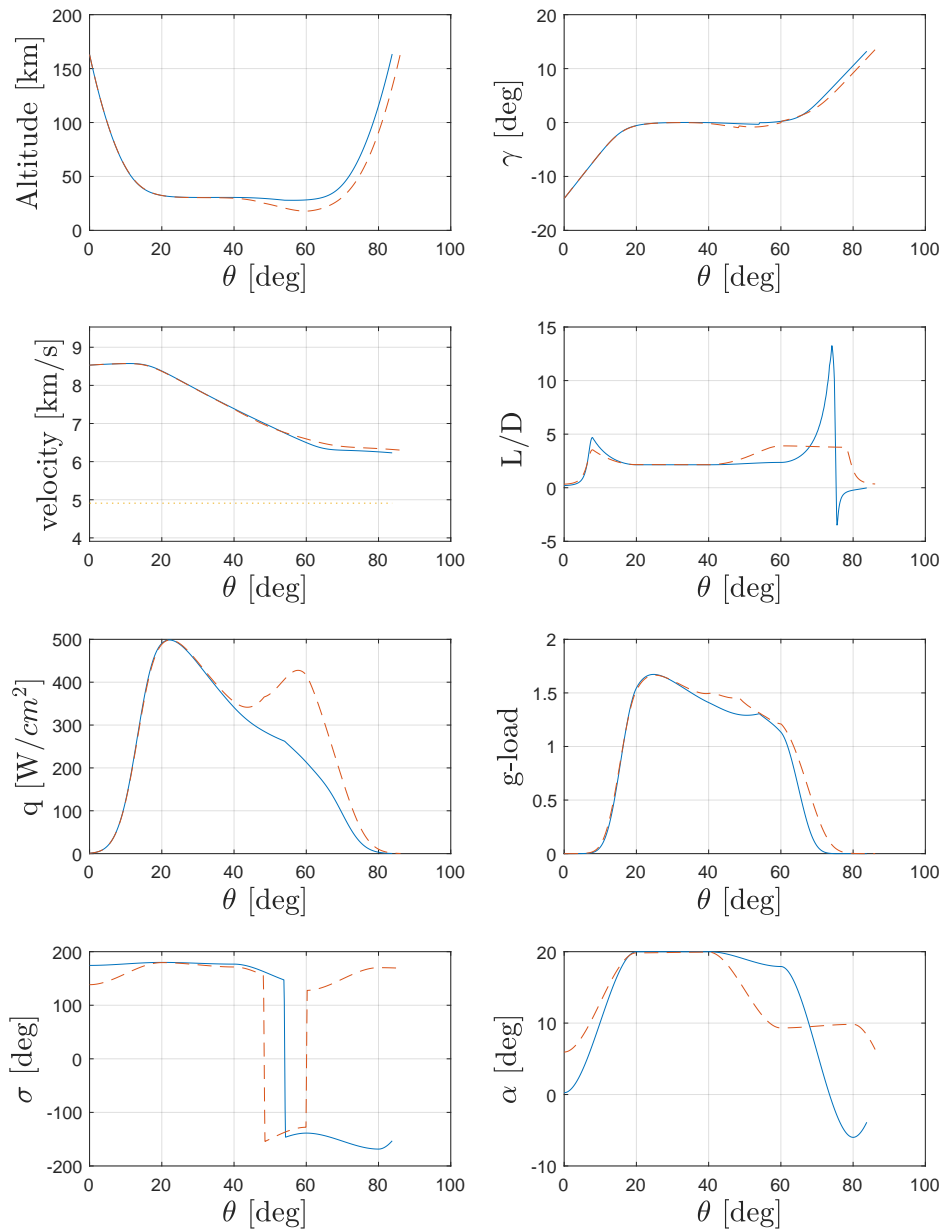 200
150
100
50
0
Altitude [km]
0 20 40 60 80 100
θ [deg]
20
10
0
-10
-20
γ [deg]
0 20 40 60 80 100
θ [deg]
9
8
7
6
5
4
velocity [km/s]
0 20 40 60 80 100
θ [deg]
15
10
5
0
-5
L/D
0 20 40 60 80 100
θ [deg]
500
400
300
200
100
0
q [W/cm²]
0 20 40 60 80 100
θ [deg]
2
1.5
1
0.5
0
g-load
0 20 40 60 80 100
θ [deg]
200
100
0
-100
-200
σ [deg]
0 20 40 60 80 100
θ [deg]
20
10
0
-10
α [deg]
0 20 40 60 80 100
θ [deg]